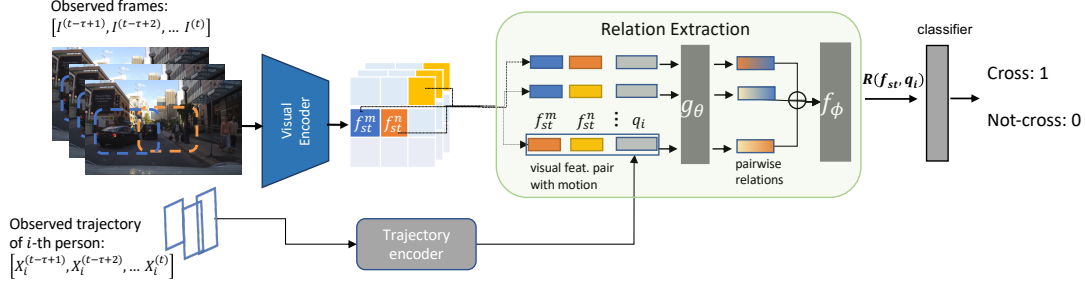 Observed frames:
[I^(t-τ+1), I^(t-τ+2), … I^(t)]
Visual
Encoder
f_st^m f_st^n
Relation Extraction
f_st^m f_st^n ⋮ q_i
visual feat. pair
with motion
g_θ
pairwise
relations
f_ϕ
R(f_st, q_i)
classifier
Cross: 1
Not-cross: 0
Observed trajectory
of i-th person:
[X_i^(t-τ+1), X_i^(t-τ+2), … X_i^(t)]
Trajectory
encoder